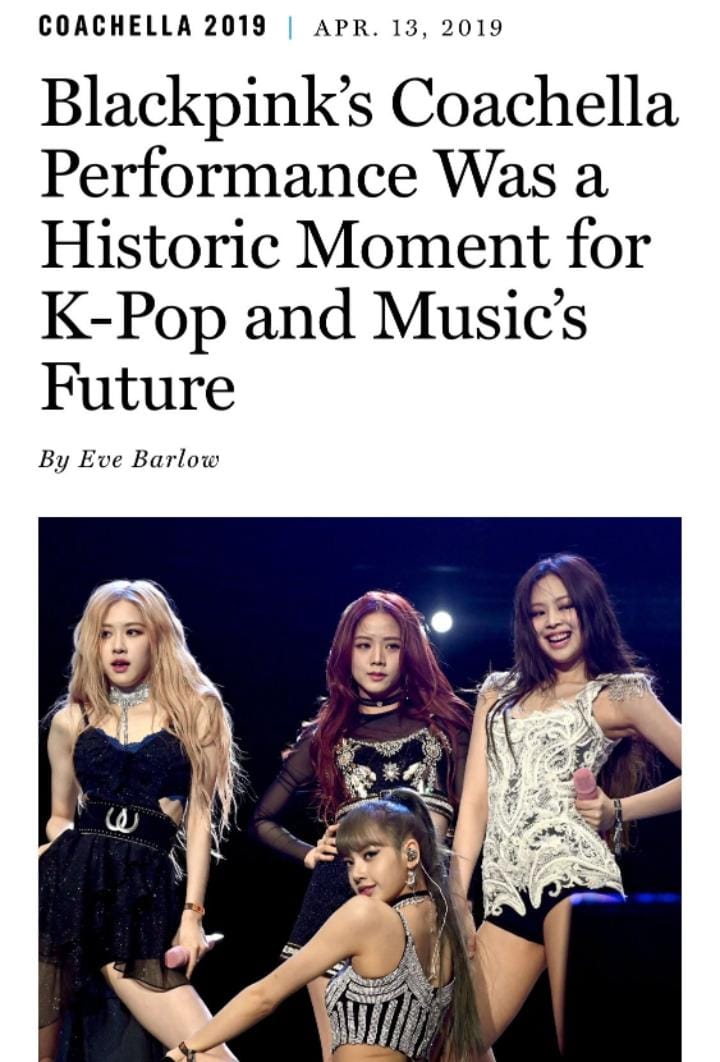 COACHELLA 2019 | APR. 13, 2019
Blackpink’s Coachella
Performance Was a
Historic Moment for
K-Pop and Music’s
Future
By Eve Barlow